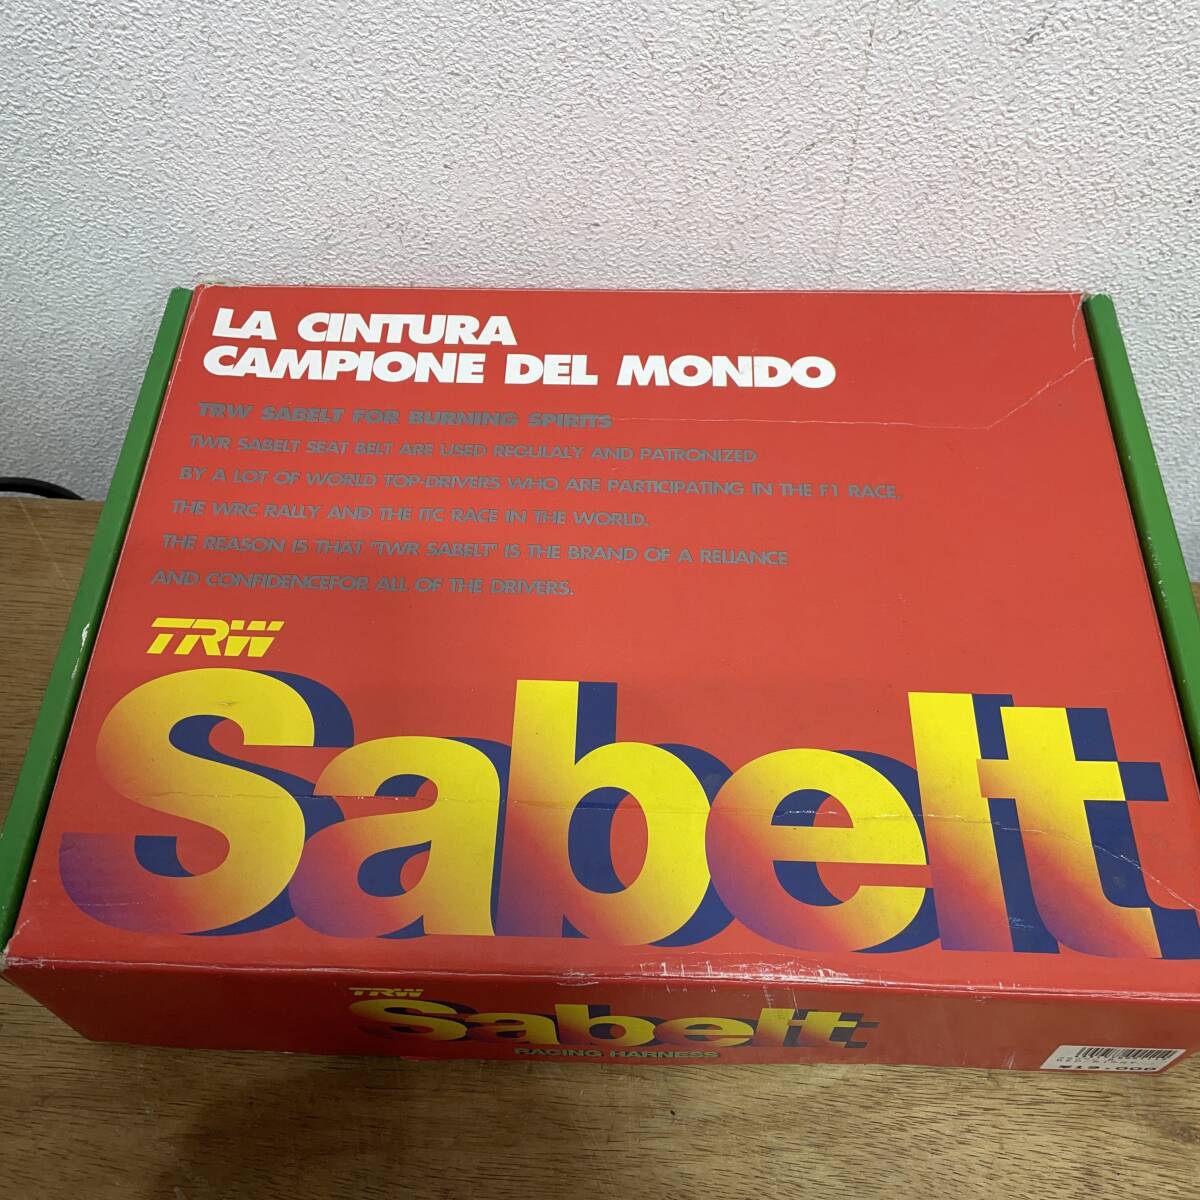 LA CINTURA
CAMPIONE DEL MONDO
TRW SABELT FOR BURNING SPIRITS
TWR SABELT SEAT BELT ARE USED REGULALY AND PATRONIZED
BY A LOT OF WORLD TOP-DRIVERS WHO ARE PARTICIPATING IN THE F1 RACE,
THE WRC RALLY AND THE ITC RACE IN THE WORLD.
THE REASON IS THAT "TWR SABELT" IS THE BRAND OF A RELIANCE
AND CONFIDENCEFOR ALL OF THE DRIVERS.
TRW
Sabelt
TRW
Sabelt
RACING HARNESS